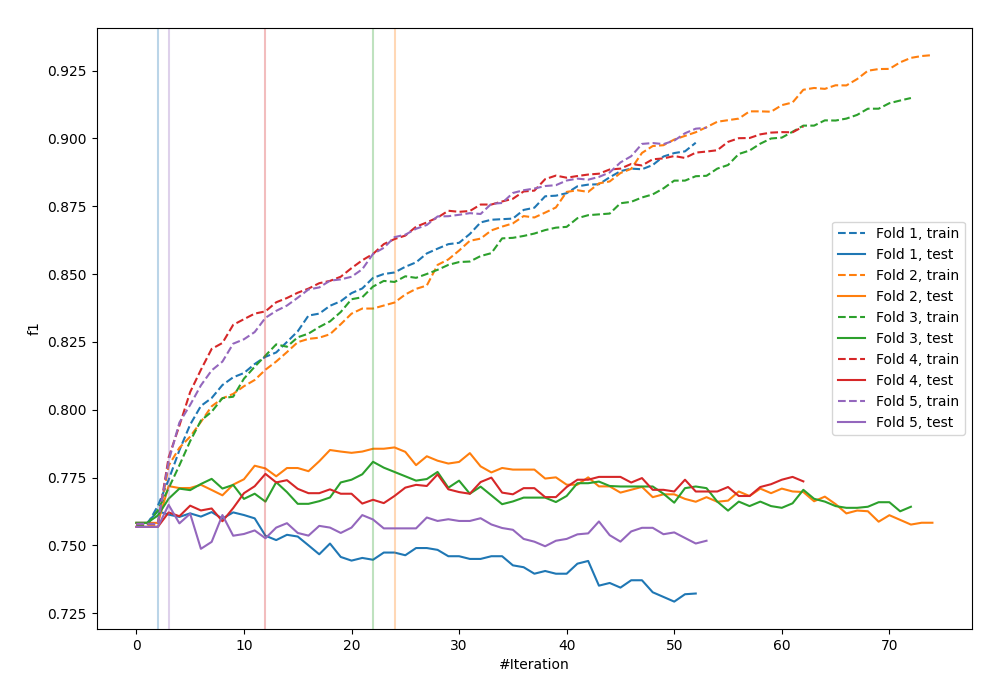 0.925
0.900
0.875
0.850
0.825
0.800
0.775
0.750
0.725
f1
0
10
20
30
40
50
60
70
#Iteration
Fold 1, train
Fold 1, test
Fold 2, train
Fold 2, test
Fold 3, train
Fold 3, test
Fold 4, train
Fold 4, test
Fold 5, train
Fold 5, test